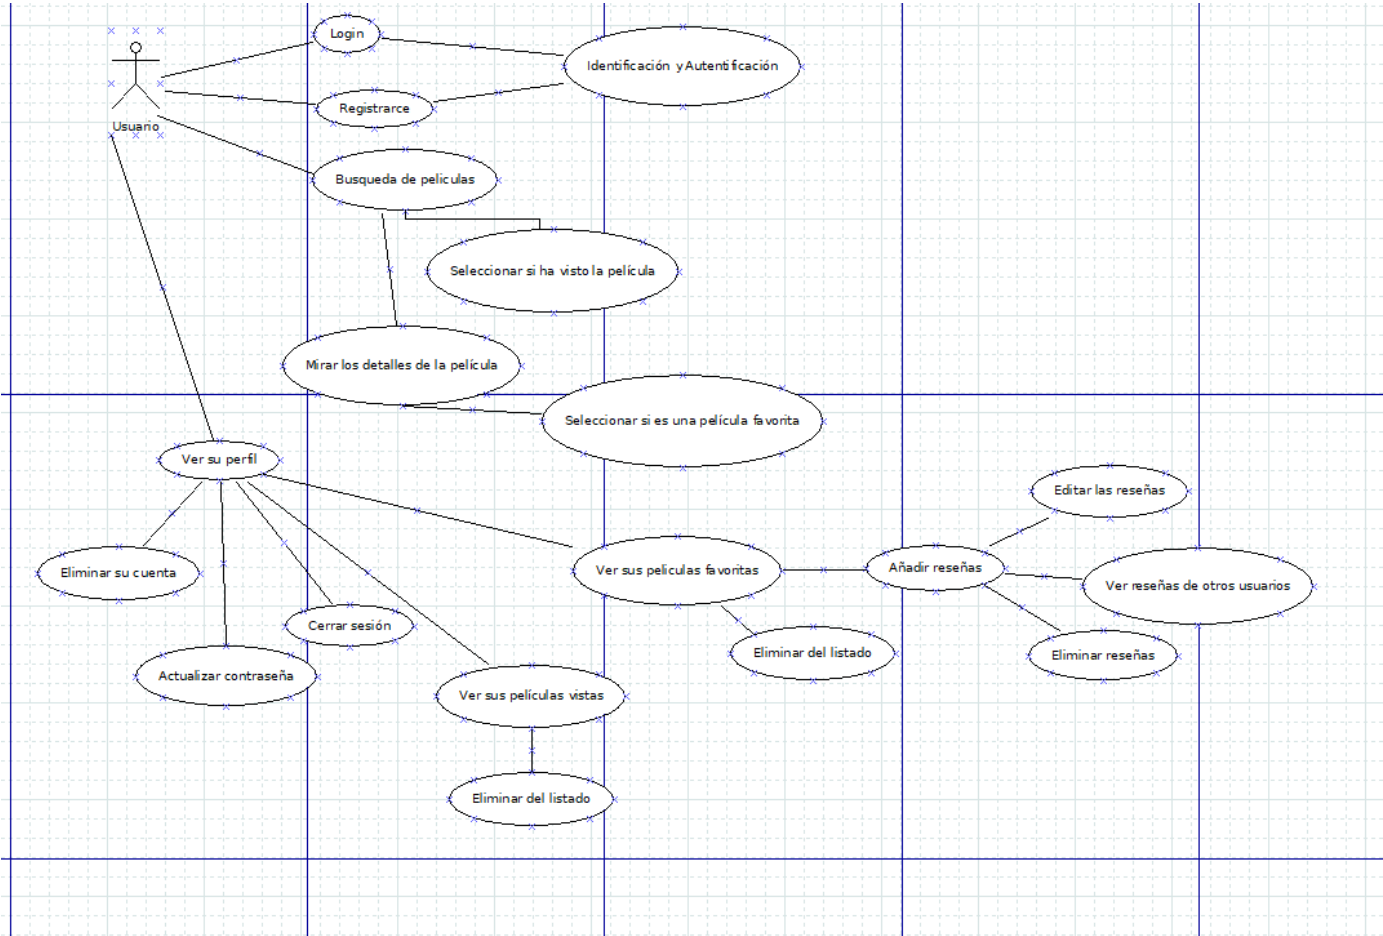 Login
Identificación y Autentificación
Registrarce
Usuario
Busqueda de peliculas
Seleccionar si ha visto la película
Mirar los detalles de la película
Seleccionar si es una película favorita
Ver su perfil
Editar las reseñas
Eliminar su cuenta
Ver sus peliculas favoritas
Añadir reseñas
Ver reseñas de otros usuarios
Cerrar sesión
Eliminar del listado
Eliminar reseñas
Actualizar contraseña
Ver sus películas vistas
Eliminar del listado